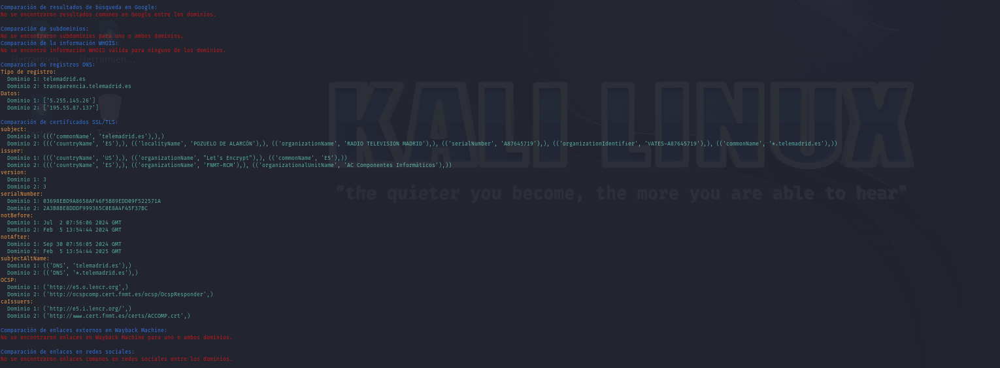 Comparación de resultados de búsqueda en Google:
No se encontraron resultados comunes en Google entre los dominios.
Comparación de subdominios:
No se encontraron subdominios para uno o ambos dominios.
Comparación de la información WHOIS:
No se encontró información WHOIS válida para ninguno de los dominios.
Herramien... Herramien...
Comparación de registros DNS:
Tipo de registro:
Dominio 1: telemadrid.es
Dominio 2: transparencia.telemadrid.es
Datos:
Dominio 1: ['5.255.145.26']
Dominio 2: ['195.55.87.137']
KALI LINUX
"the quieter you become, the more you are able to hear"
Comparación de certificados SSL/TLS:
subject:
Dominio 1: ((('commonName', 'telemadrid.es'),),)
Dominio 2: ((('countryName', 'ES'),), (('localityName', 'POZUELO DE ALARCÓN'),), (('organizationName', 'RADIO TELEVISION MADRID'),), (('serialNumber', 'A87645719'),), (('organizationIdentifier', 'VATES-A87645719'),), (('commonName', '*.telemadrid.es'),))
issuer:
Dominio 1: ((('countryName', 'US'),), (('organizationName', "Let's Encrypt"),), (('commonName', 'E5'),))
Dominio 2: ((('countryName', 'ES'),), (('organizationName', 'FNMT-RCM'),), (('organizationalUnitName', 'AC Componentes Informáticos'),))
version:
Dominio 1: 3
Dominio 2: 3
serialNumber:
Dominio 1: 03698EBD9A8658AF46F5B89EDD09F522571A
Dominio 2: 2A3B8BE8DDDF999365C0E8A4F45F37BC
notBefore:
Dominio 1: Jul  2 07:56:06 2024 GMT
Dominio 2: Feb  5 13:54:44 2024 GMT
notAfter:
Dominio 1: Sep 30 07:56:05 2024 GMT
Dominio 2: Feb  5 13:54:44 2025 GMT
subjectAltName:
Dominio 1: (('DNS', 'telemadrid.es'),)
Dominio 2: (('DNS', '*.telemadrid.es'),)
OCSP:
Dominio 1: ('http://e5.o.lencr.org',)
Dominio 2: ('http://ocspcomp.cert.fnmt.es/ocsp/OcspResponder',)
caIssuers:
Dominio 1: ('http://e5.i.lencr.org/',)
Dominio 2: ('http://www.cert.fnmt.es/certs/ACCOMP.crt',)
Comparación de enlaces externos en Wayback Machine:
No se encontraron enlaces en Wayback Machine para uno o ambos dominios.
Comparación de enlaces en redes sociales:
No se encontraron enlaces comunes en redes sociales entre los dominios.